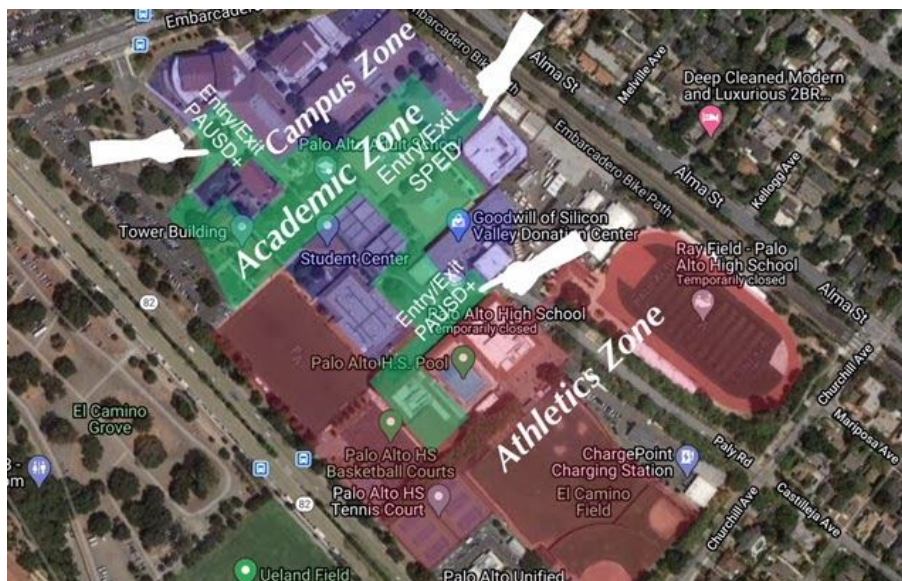 Embarcadero Rd
Embarcadero Bike
Alma St
Melville Ave
Deep Cleaned Modern
and Luxurious 2BR...
Campus Zone
Entry/Exit
PAUSD+
Entry/Exit
SPED
Palo Alto Adult School
Academic Zone
Embarcadero Bike Path
Alma St
Kellogg Ave
Tower Building
Student Center
Goodwill of Silicon
Valley Donation Center
Ray Field - Palo
Alto High School
Temporarily closed
Entry/Exit
PAUSD+
82
Palo Alto High School
Temporarily closed
Alma St
Palo Alto H.S. Pool
Athletics Zone
Churchill Ave
Mariposa Ave
El Camino
Grove
Palo Alto HS
Basketball Courts
Paly Rd
ChargePoint
Charging Station
Palo Alto HS
Tennis Court
El Camino
Field
82
Churchill Ave
Castilleja Ave
Ueland Field
Palo Alto Unified